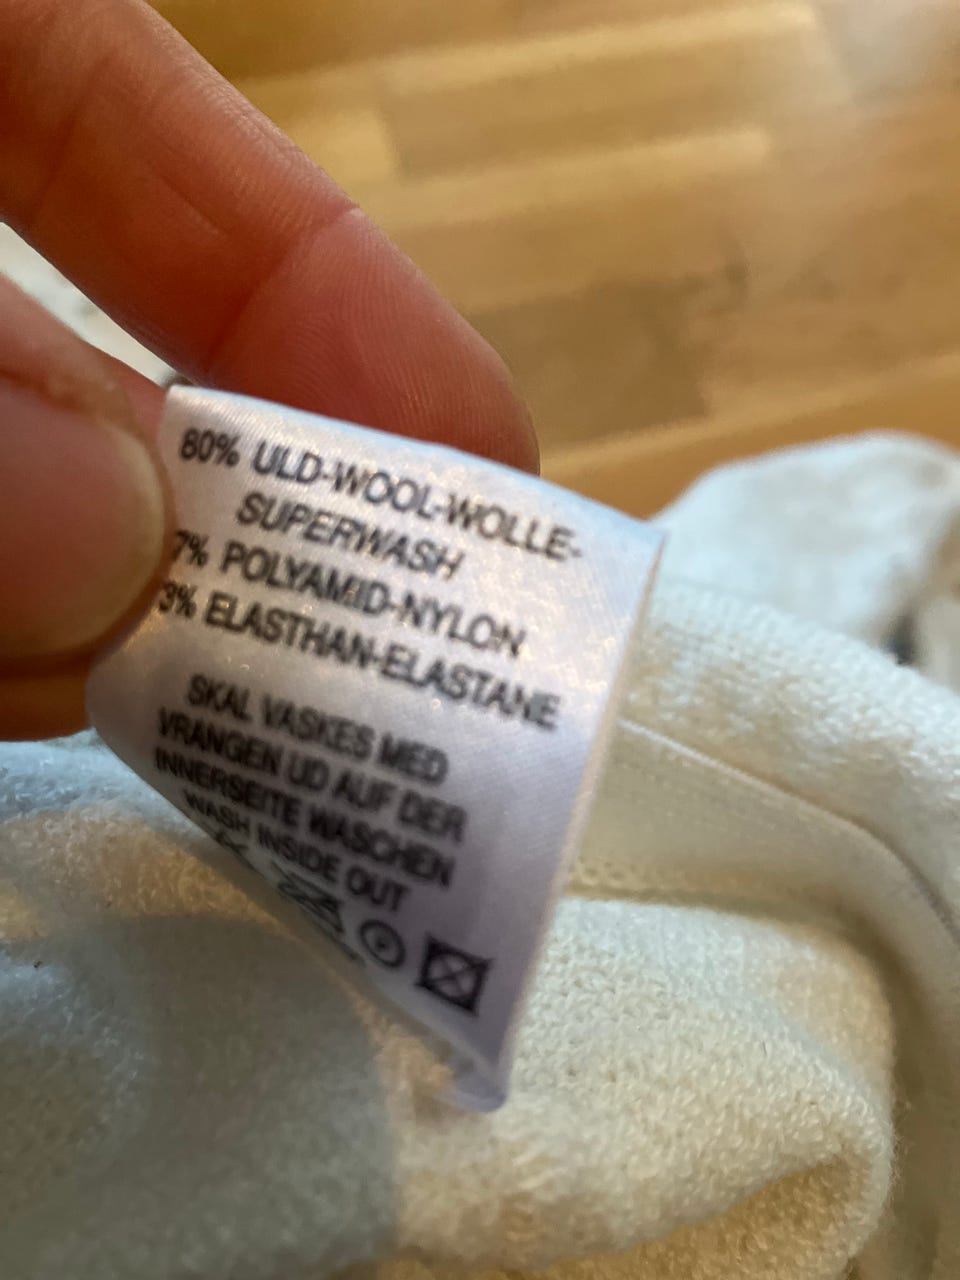 80% ULD-WOOL-WOLLE-
SUPERWASH
7% POLYAMID-NYLON
3% ELASTHAN-ELASTANE
SKAL VASKES MED
VRANGEN UD AUF DER
INNERSEITE WASCHEN
WASH INSIDE OUT
P